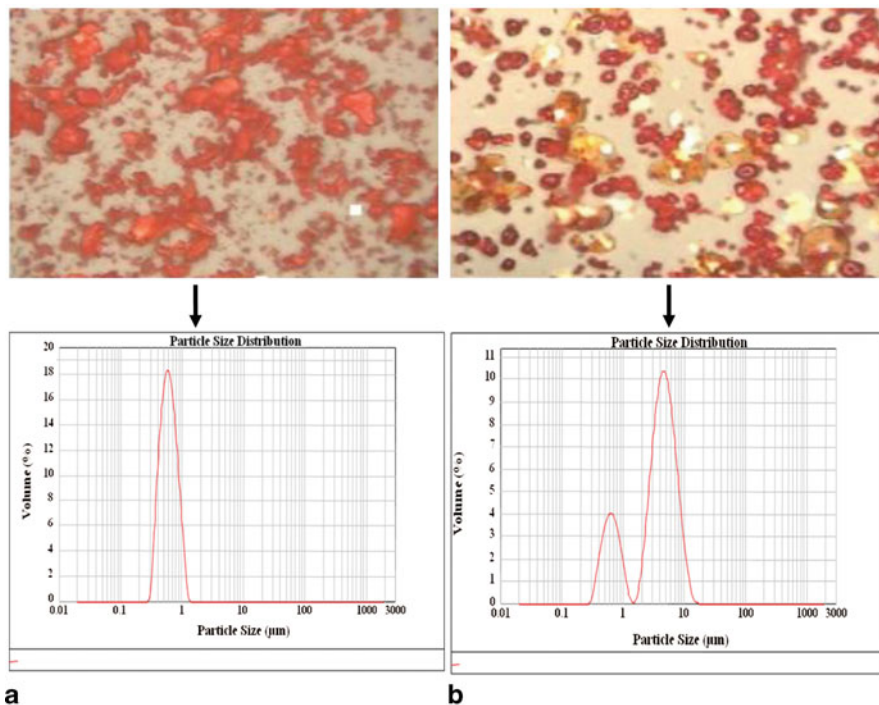 Particle Size Distribution
20
18
16
14
12
10
8
6
4
2
0
Volume (%)
0.01 0.1 1 10 100 1000 3000
Particle Size (µm)
a
Particle Size Distribution
11
10
9
8
7
6
5
4
3
2
1
0
Volume (%)
0.01 0.1 1 10 100 1000 3000
Particle Size (µm)
b